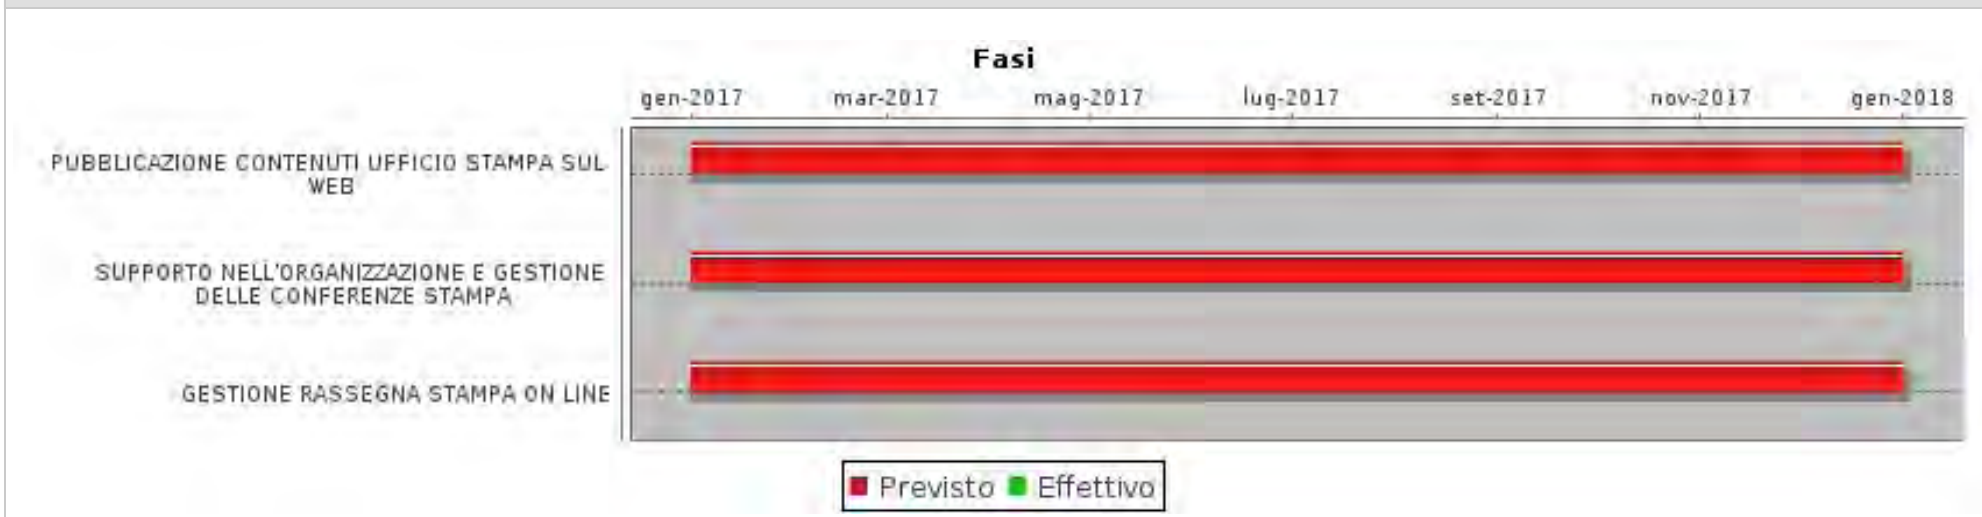 Fasi
gen-2017 mar-2017 mag-2017 lug-2017 set-2017 nov-2017 gen-2018
PUBBLICAZIONE CONTENUTI UFFICIO STAMPA SUL
WEB
SUPPORTO NELL'ORGANIZZAZIONE E GESTIONE
DELLE CONFERENZE STAMPA
GESTIONE RASSEGNA STAMPA ON LINE
Previsto Effettivo